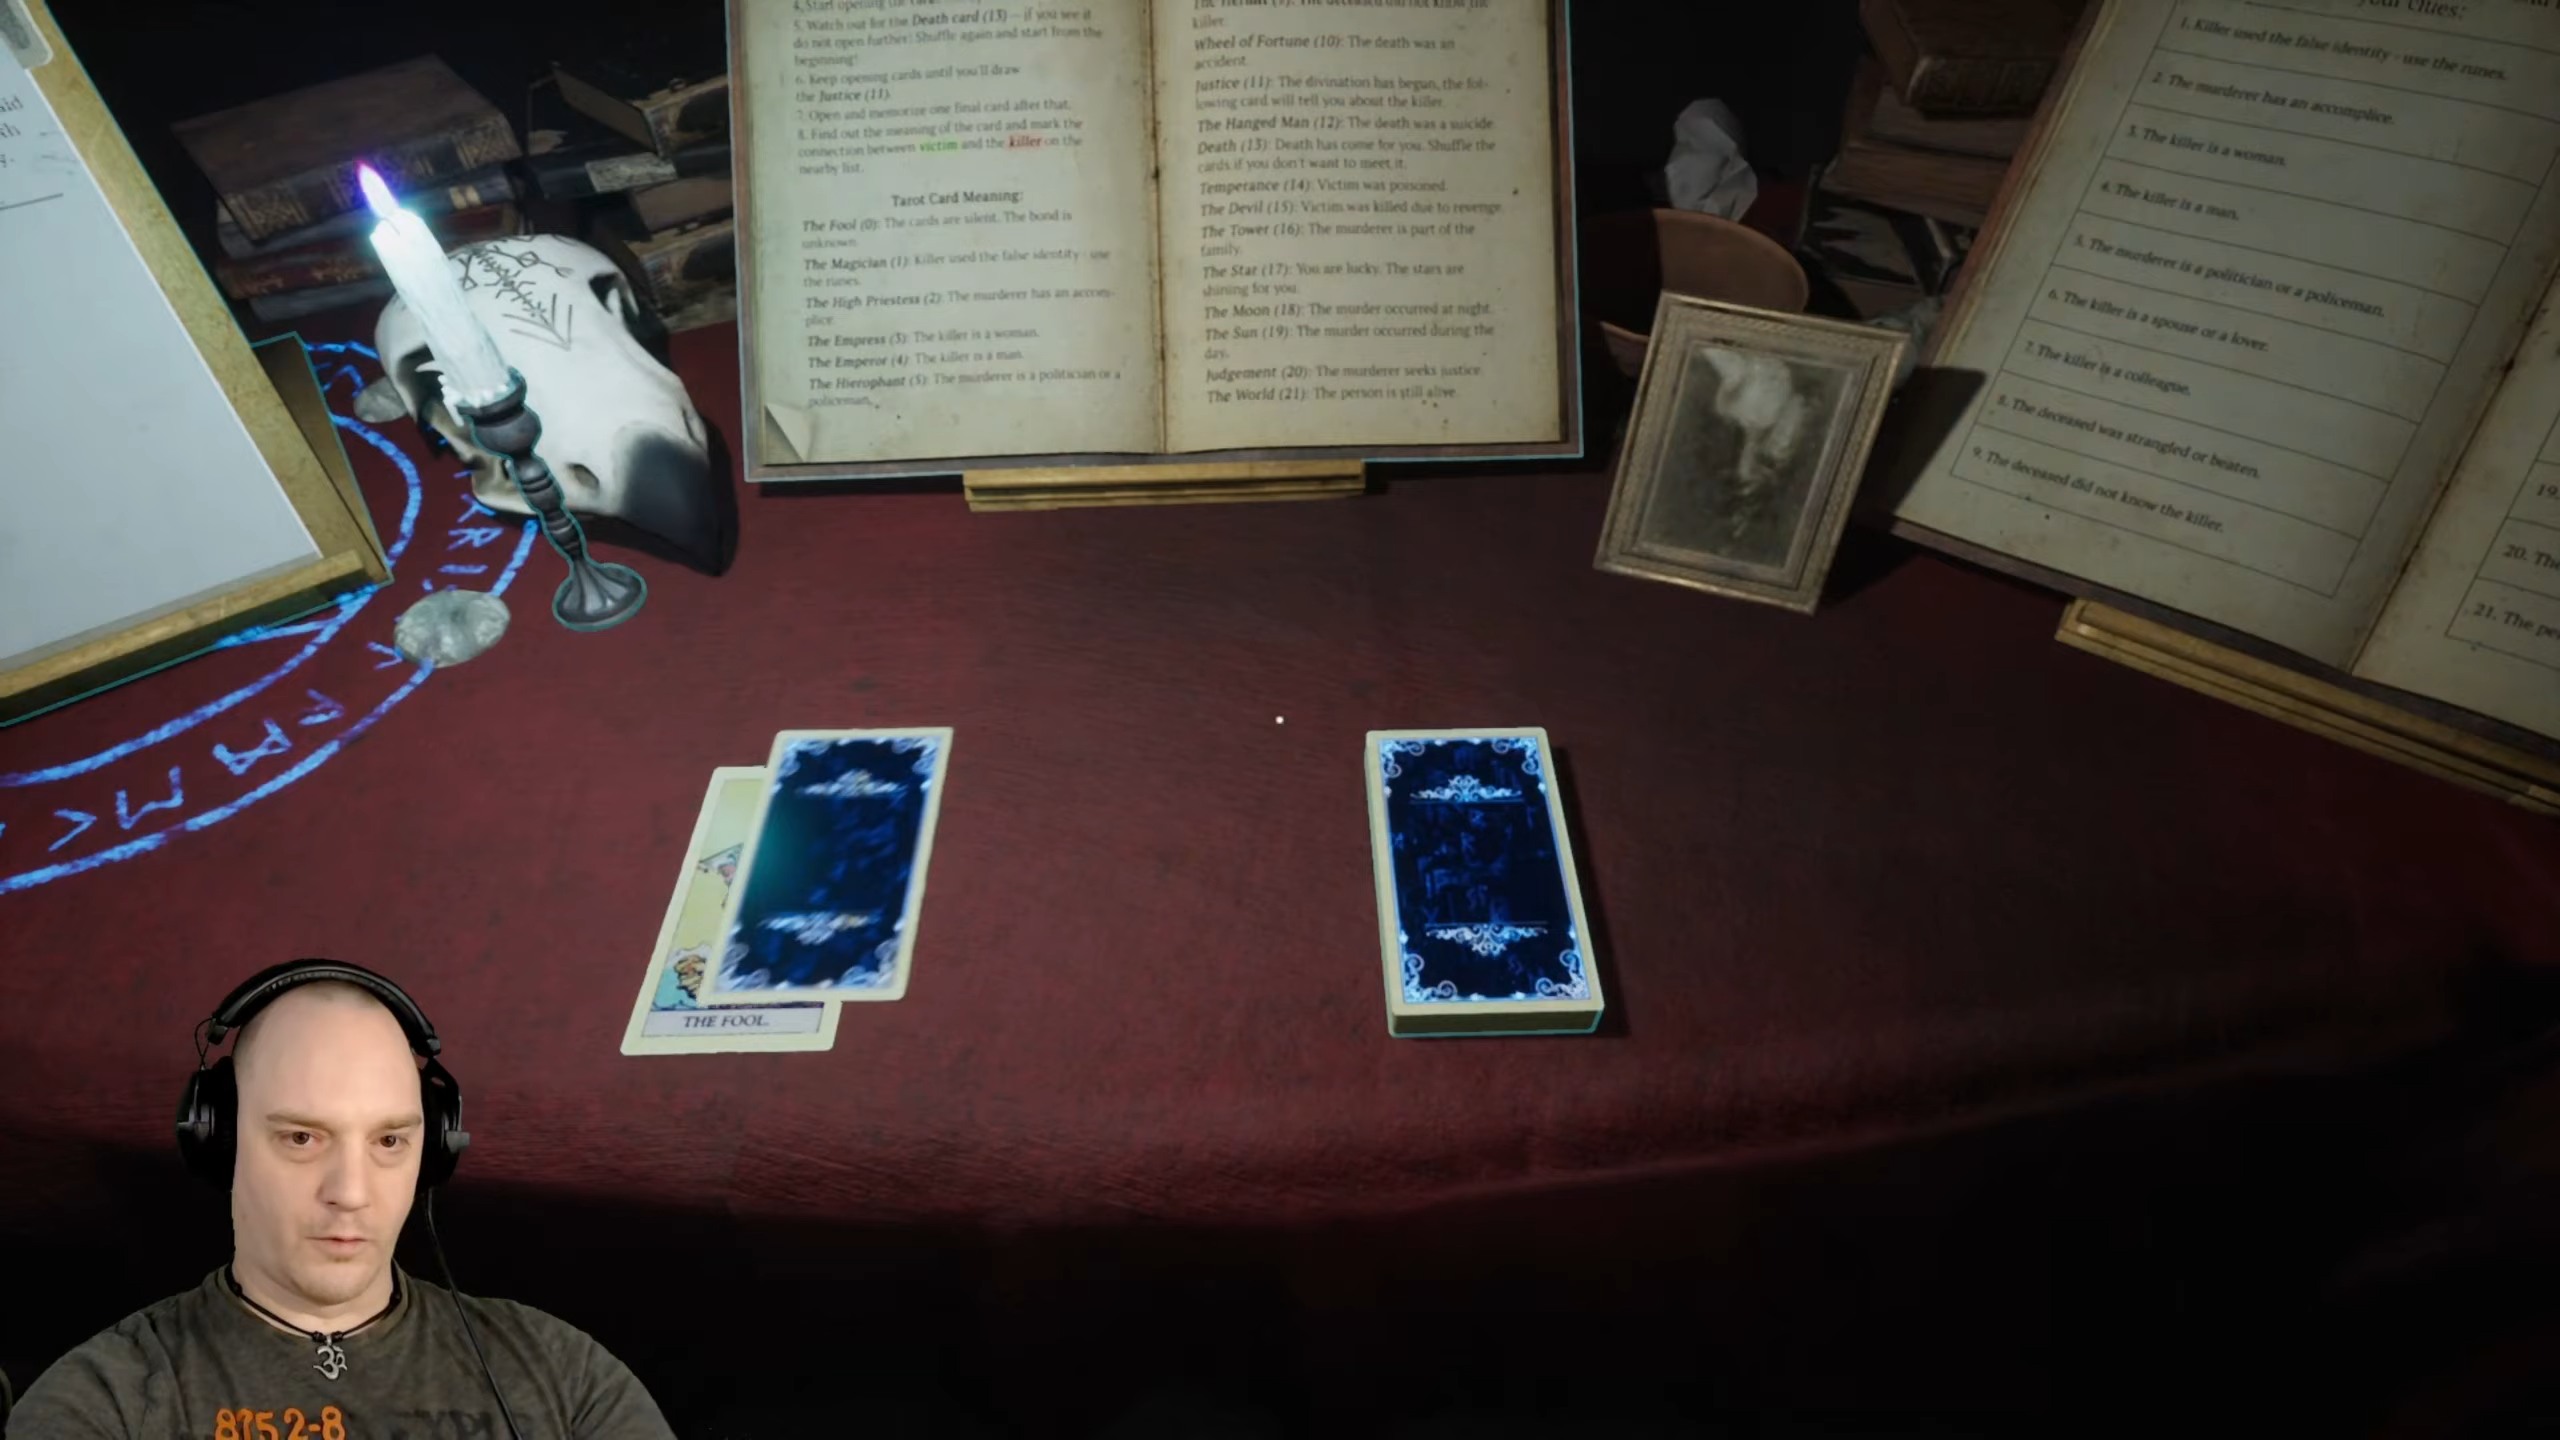 5. Watch out for the Death card (13) — if you see it
do not open further! Shuffle again and start from the
beginning!
6. Keep opening cards until you'll draw
the Justice (11).
7. Open and memorize one final card after that.
8. Find out the meaning of the card and mark the
connection between victim and the killer on the
nearby list.
Tarot Card Meaning:
The Fool (0): The cards are silent. The bond is
unknown.
The Magician (1): Killer used the false identity - use
the runes.
The High Priestess (2): The murderer has an accom-
plice.
The Empress (3): The killer is a woman.
The Emperor (4): The killer is a man.
The Hierophant (5): The murderer is a politician or a
policeman.
killer.
Wheel of Fortune (10): The death was an
accident.
Justice (11): The divination has begun, the fol-
lowing card will tell you about the killer.
The Hanged Man (12): The death was a suicide.
Death (13): Death has come for you. Shuffle the
cards if you don't want to meet it.
Temperance (14): Victim was poisoned.
The Devil (15): Victim was killed due to revenge.
The Tower (16): The murderer is part of the
family.
The Star (17): You are lucky. The stars are
shining for you.
The Moon (18): The murder occurred at night.
The Sun (19): The murder occurred during the
day.
Judgement (20): The murderer seeks justice.
The World (21): The person is still alive.
your clues:
1. Killer used the false identity - use the runes.
2. The murderer has an accomplice.
3. The killer is a woman.
4. The killer is a man.
5. The murderer is a politician or a policeman.
6. The killer is a spouse or a lover.
7. The killer is a colleague.
8. The deceased was strangled or beaten.
9. The deceased did not know the killer.
19.
20. The
21. The
THE FOOL.
8752-8